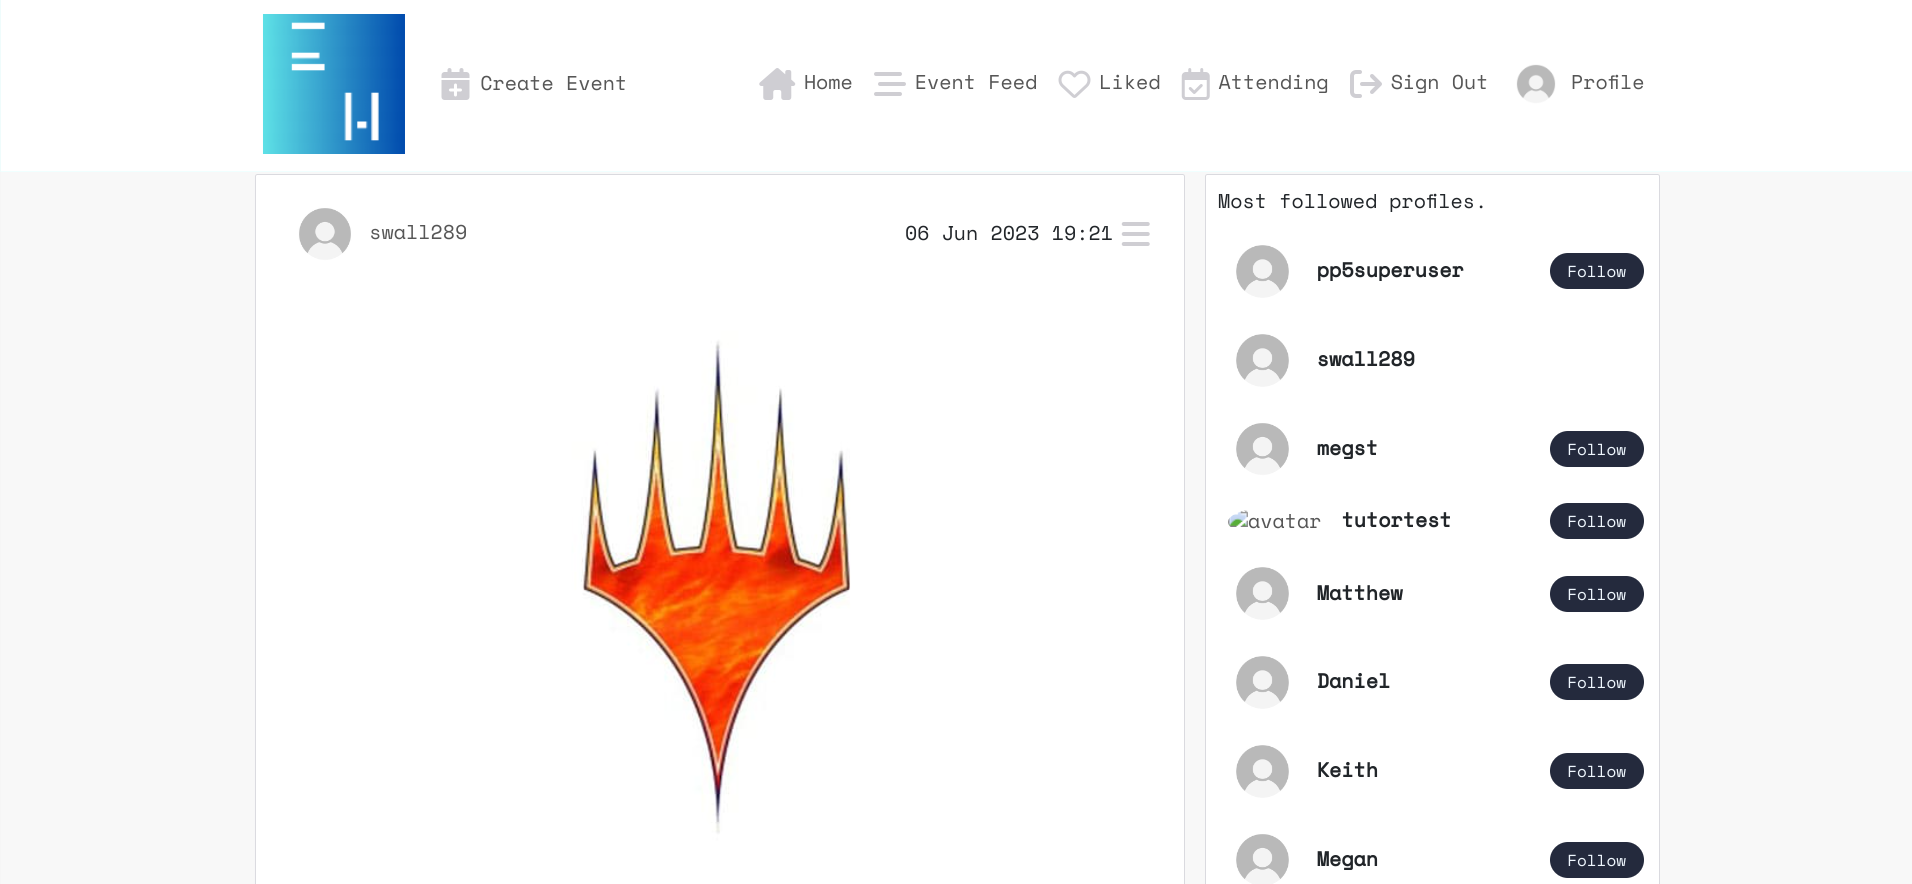 Create Event
Home Event Feed Liked Attending Sign Out Profile
swall289
06 Jun 2023 19:21
Most followed profiles.
pp5superuser Follow
swall289
megst Follow
avatar tutortest Follow
Matthew Follow
Daniel Follow
Keith Follow
Megan Follow